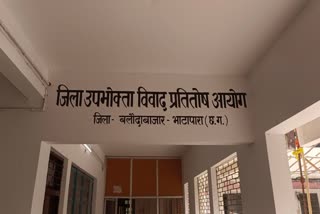 जिला उपभोक्ता विवाद प्रतितोष आयोग
जिला- बलौदाबाजार - भाटापारा (छ.ग.)